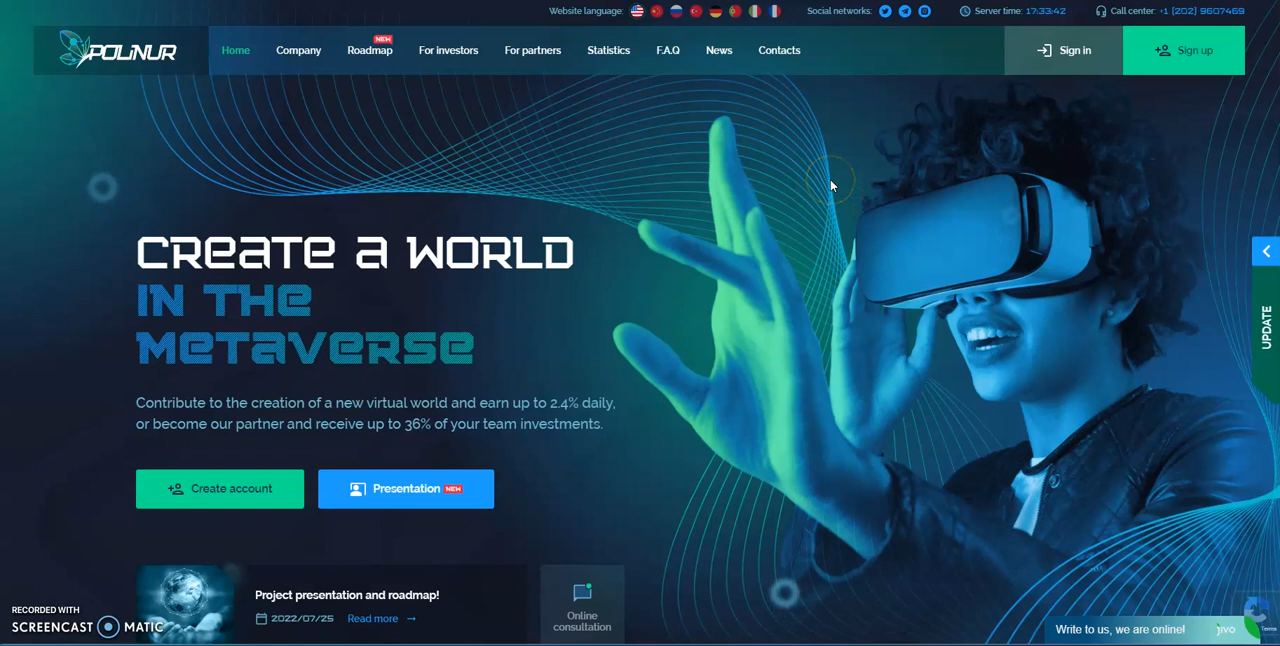 Website language:
Social networks:
Server time: 17:33:42
Call center: +1 (202) 9607469
POLINUR
Home
Company
Roadmap
NEW
For investors
For partners
Statistics
F.A.Q
News
Contacts
Sign in
Sign up
CREATE A WORLD
IN THE
METAVERSE
Contribute to the creation of a new virtual world and earn up to 2.4% daily,
or become our partner and receive up to 36% of your team investments.
Create account
Presentation NEW
UPDATE
Project presentation and roadmap!
2022/07/25
Read more →
Online
consultation
RECORDED WITH
SCREENCAST MATIC
Write to us, we are online!
jivo
Terms